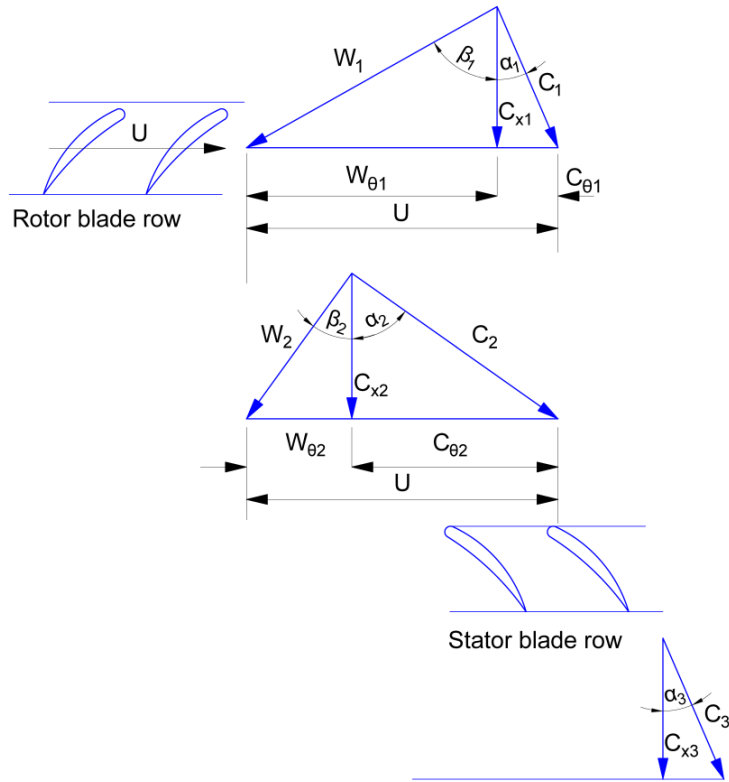 W₁
β₁
α₁
C₁
U
Cₓ₁
Wθ₁
Cθ₁
Rotor blade row
U
W₂
β₂
α₂
C₂
Cₓ₂
Wθ₂
Cθ₂
U
Stator blade row
α₃
C₃
Cₓ₃